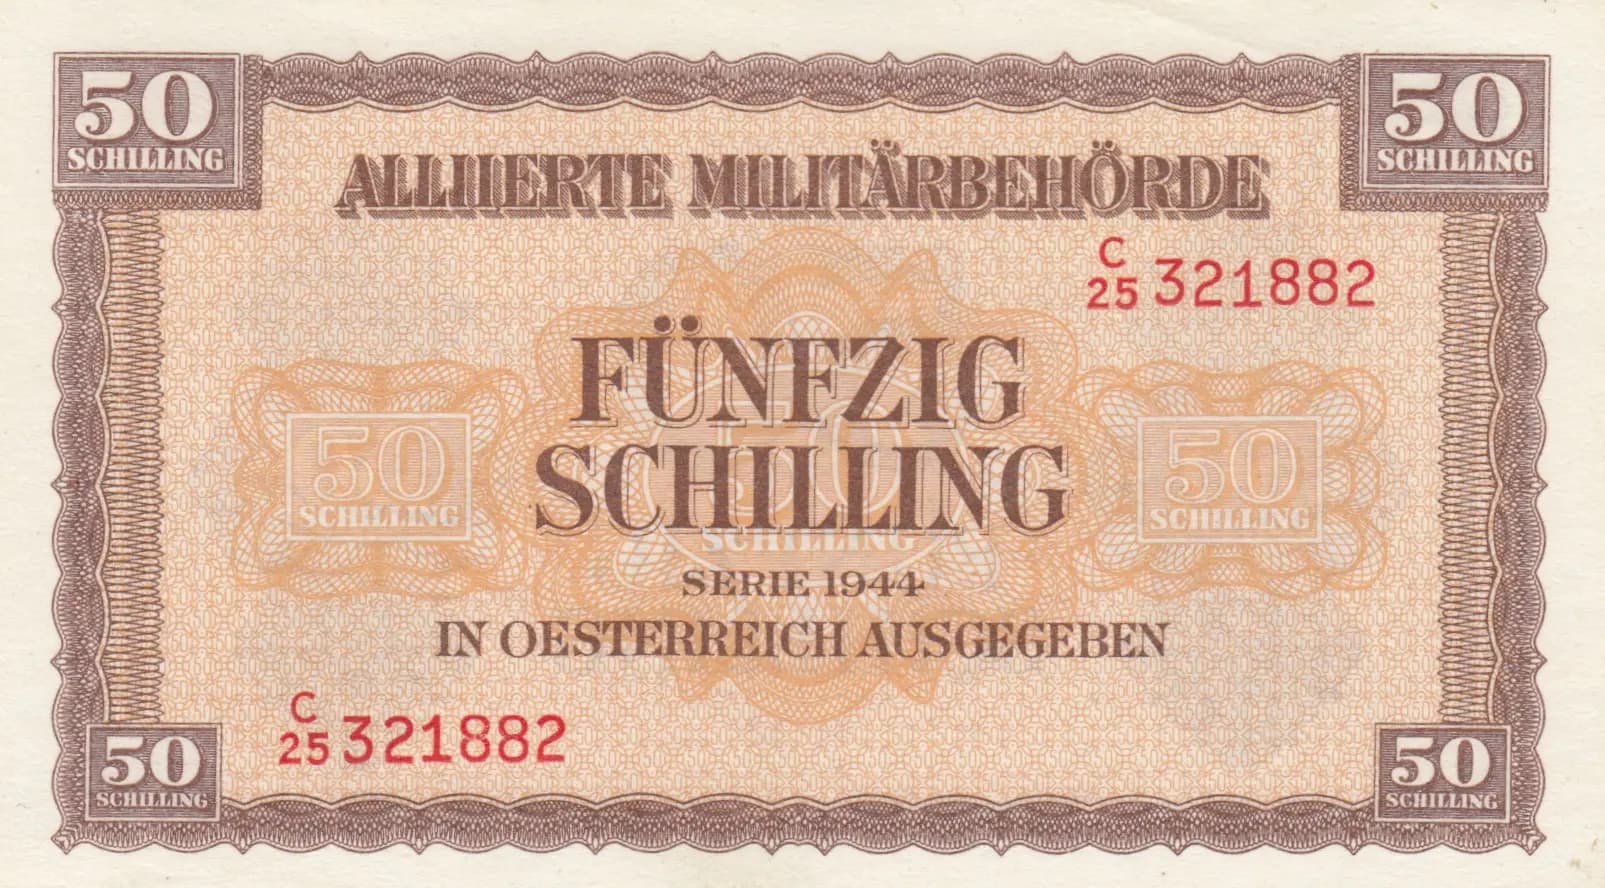 50
SCHILLING
50
SCHILLING
ALLIIERTE MILITÄRBEHÖRDE
C
25 321882
FÜNFZIG
SCHILLING
50
SCHILLING
50
SCHILLING
50
SCHILLING
SERIE 1944
IN OESTERREICH AUSGEGEBEN
C
25 321882
50
SCHILLING
50
SCHILLING